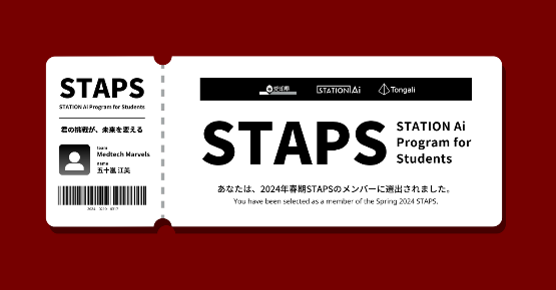 STAPS
STATION Ai Program for Students
君の挑戦が、未来を変える
team
Medtech Marvels
name
五十嵐 江美
愛知県
STATION Ai
Tongali
STAPS
STATION Ai
Program for
Students
あなたは、2024年春期STAPSのメンバーに選出されました。
You have been selected as a member of the Spring 2024 STAPS.